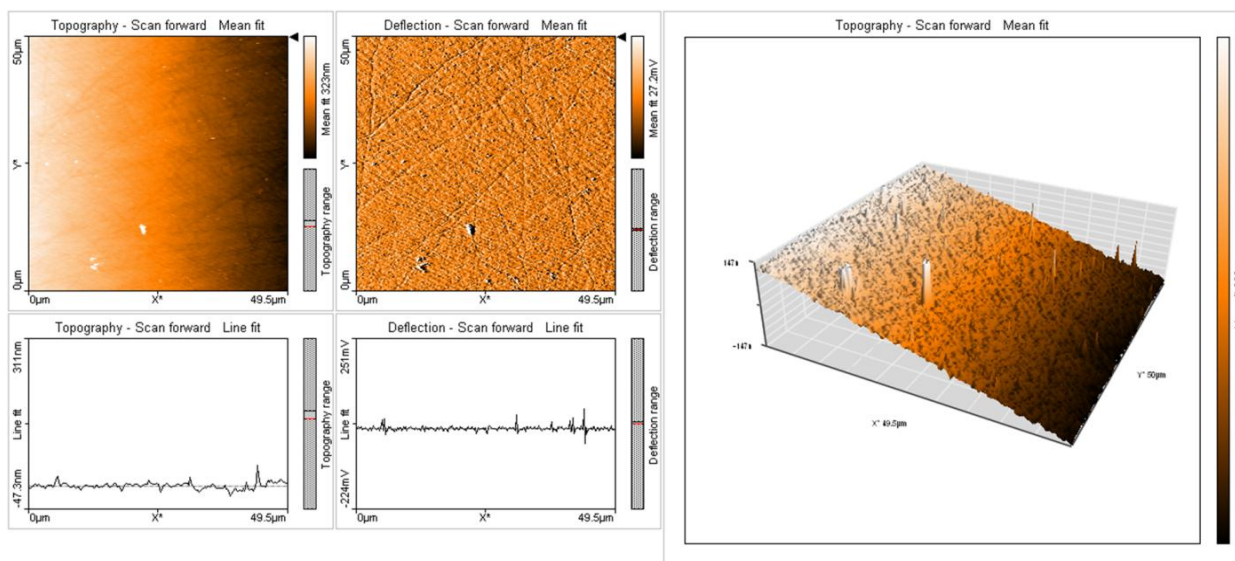 Topography - Scan forward Mean fit
50µm
Y*
0µm
0µm
X*
49.5µm
Mean fit 323nm
Topography range
Deflection - Scan forward Mean fit
50µm
Y*
0µm
0µm
X*
49.5µm
Mean fit 27.2mV
Deflection range
Topography - Scan forward Line fit
311nm
Line fit
-47.3nm
0µm
X*
49.5µm
Topography range
Deflection - Scan forward Line fit
251mV
Line fit
-224mV
0µm
X*
49.5µm
Deflection range
Topography - Scan forward Mean fit
147n
-147n
X* 49.5µm
Y* 50µm